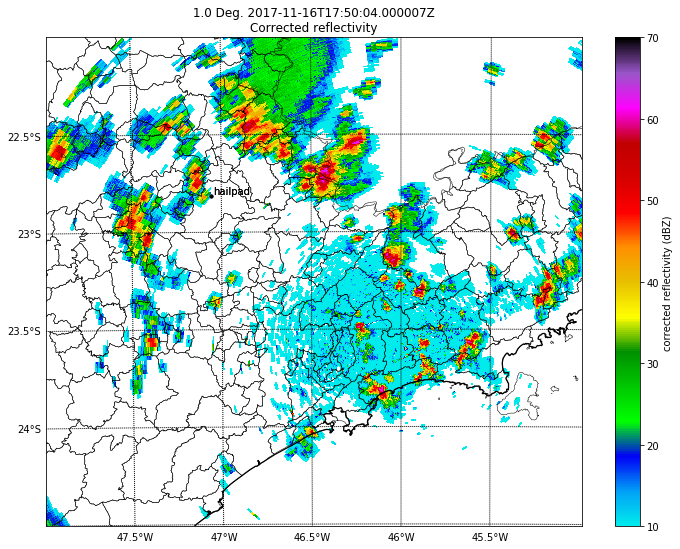 1.0 Deg. 2017-11-16T17:50:04.000007Z
Corrected reflectivity
22.5°S
23°S
23.5°S
24°S
hailpad
47.5°W
47°W
46.5°W
46°W
45.5°W
70
60
50
40
30
20
10
corrected reflectivity (dBZ)